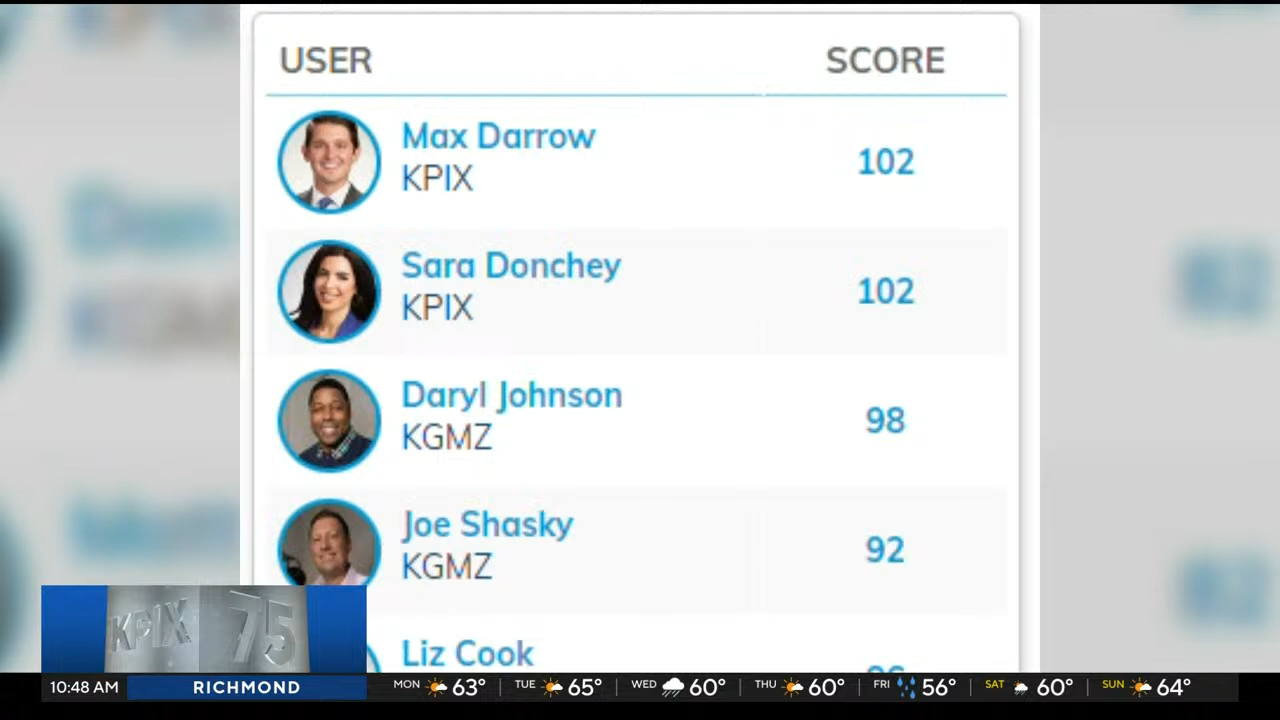 USER SCORE
Max Darrow
KPIX
102
Sara Donchey
KPIX
102
Daryl Johnson
KGMZ
98
Joe Shasky
KGMZ
92
Liz Cook
KPIX 75
10:48 AM RICHMOND MON 63° TUE 65° WED 60° THU 60° FRI 56° SAT 60° SUN 64°